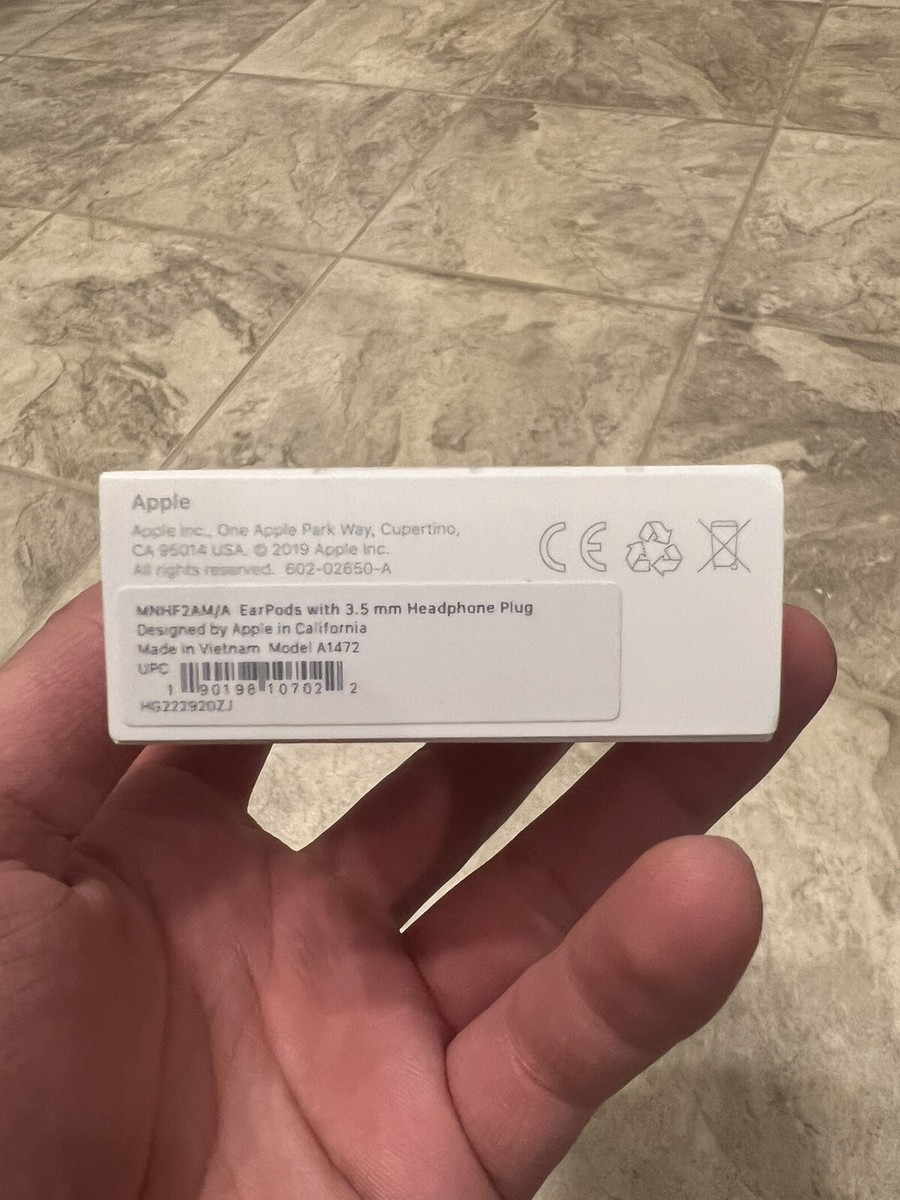 Apple
Apple Inc., One Apple Park Way, Cupertino,
CA 95014 USA. © 2019 Apple Inc.
All rights reserved. 602-02650-A
CE
MNHF2AM/A EarPods with 3.5 mm Headphone Plug
Designed by Apple in California
Made in Vietnam Model A1472
UPC
1 90198 10702 2
HG222920ZJ